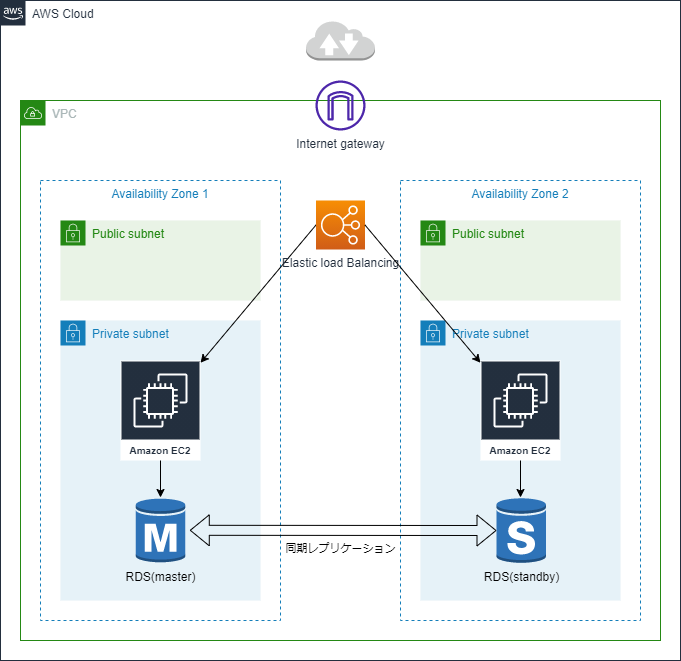 aws
AWS Cloud
VPC
Internet gateway
Availability Zone 1
Availability Zone 2
Public subnet
Public subnet
Elastic load Balancing
Private subnet
Private subnet
Amazon EC2
Amazon EC2
M
S
同期レプリケーション
RDS(master)
RDS(standby)